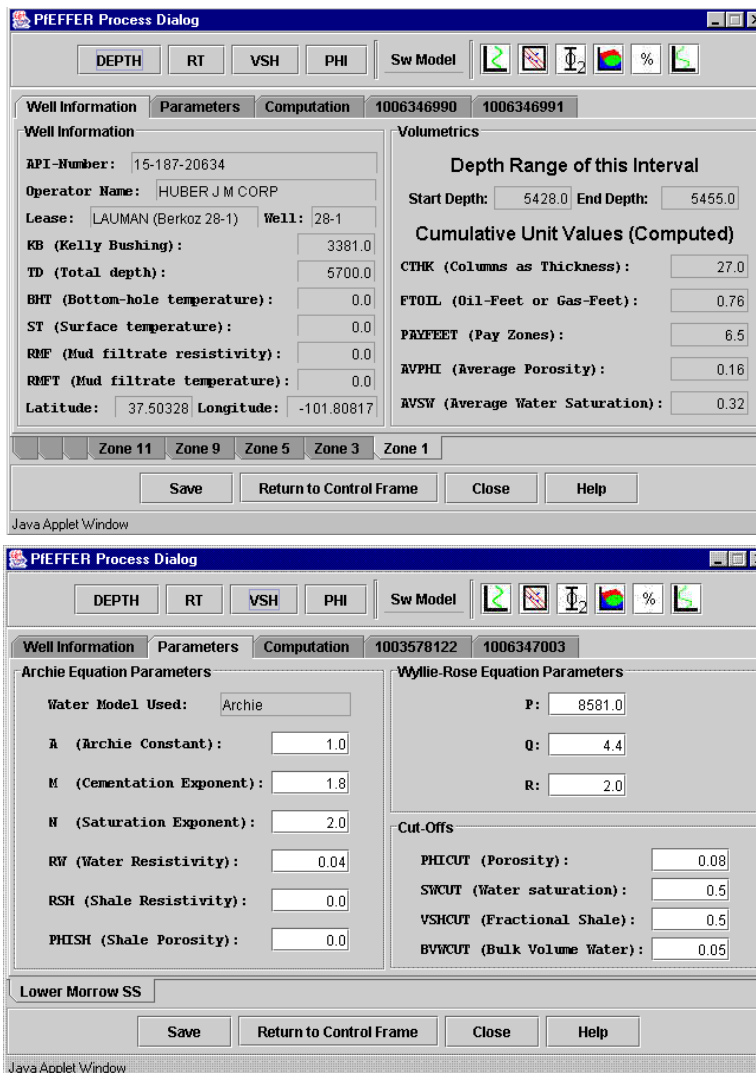 PfEFFER Process Dialog
DEPTH RT VSH PHI Sw Model Φ2 %
Well Information Parameters Computation 1006346990 1006346991
Well Information
API-Number: 15-187-20634
Operator Name: HUBER J M CORP
Lease: LAUMAN (Berkoz 28-1) Well: 28-1
KB (Kelly Bushing): 3381.0
TD (Total depth): 5700.0
BHT (Bottom-hole temperature): 0.0
ST (Surface temperature): 0.0
RMF (Mud filtrate resistivity): 0.0
RMFT (Mud filtrate temperature): 0.0
Latitude: 37.50328 Longitude: -101.80817
Volumetrics
Depth Range of this Interval
Start Depth: 5428.0 End Depth: 5455.0
Cumulative Unit Values (Computed)
CTHK (Columns as Thickness): 27.0
FTOIL (Oil-Feet or Gas-Feet): 0.76
PAYFEET (Pay Zones): 6.5
AVPHI (Average Porosity): 0.16
AVSW (Average Water Saturation): 0.32
Zone 11 Zone 9 Zone 5 Zone 3 Zone 1
Save Return to Control Frame Close Help
Java Applet Window
PfEFFER Process Dialog
DEPTH RT VSH PHI Sw Model Φ2 %
Well Information Parameters Computation 1003578122 1006347003
Archie Equation Parameters
Water Model Used: Archie
A (Archie Constant): 1.0
M (Cementation Exponent): 1.8
N (Saturation Exponent): 2.0
RW (Water Resistivity): 0.04
RSH (Shale Resistivity): 0.0
PHISH (Shale Porosity): 0.0
Wyllie-Rose Equation Parameters
P: 8581.0
Q: 4.4
R: 2.0
Cut-Offs
PHICUT (Porosity): 0.08
SWCUT (Water saturation): 0.5
VSHCUT (Fractional Shale): 0.5
BVWCUT (Bulk Volume Water): 0.05
Lower Morrow SS
Save Return to Control Frame Close Help
Java Applet Window